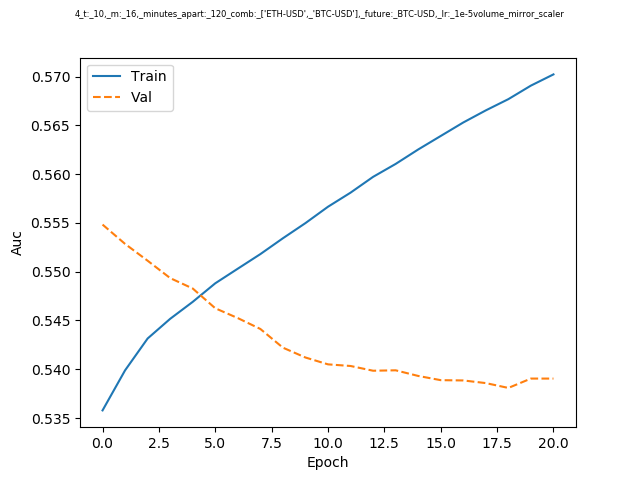 4_t:_10,_m:_16,_minutes_apart:_120_comb:_['ETH-USD',_'BTC-USD'],_future:_BTC-USD,_lr:_1e-5volume_mirror_scaler
Train
Val
0.570
0.565
0.560
0.555
0.550
0.545
0.540
0.535
Auc
0.0 2.5 5.0 7.5 10.0 12.5 15.0 17.5 20.0
Epoch